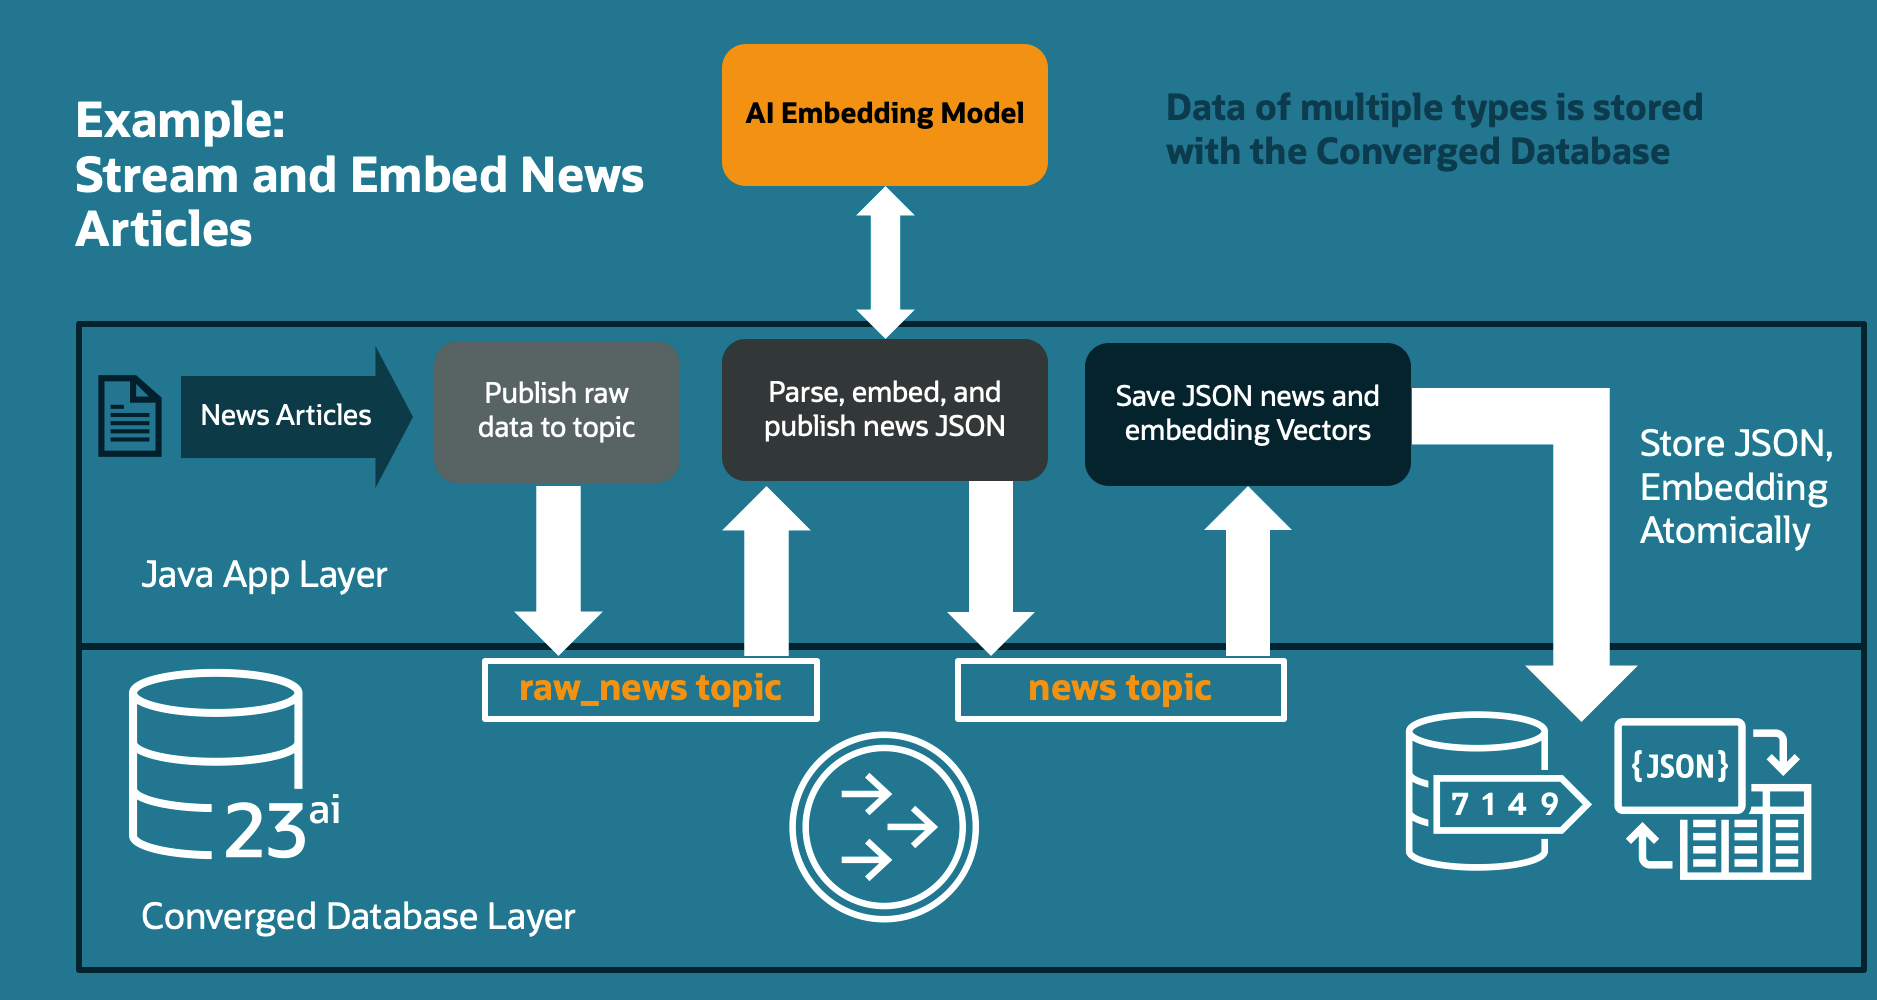 Example:
Stream and Embed News
Articles
AI Embedding Model
Data of multiple types is stored
with the Converged Database
News Articles
Publish raw
data to topic
Parse, embed, and
publish news JSON
Save JSON news and
embedding Vectors
Store JSON,
Embedding
Atomically
Java App Layer
raw_news topic
news topic
23ai
Converged Database Layer
7 1 4 9
{JSON}